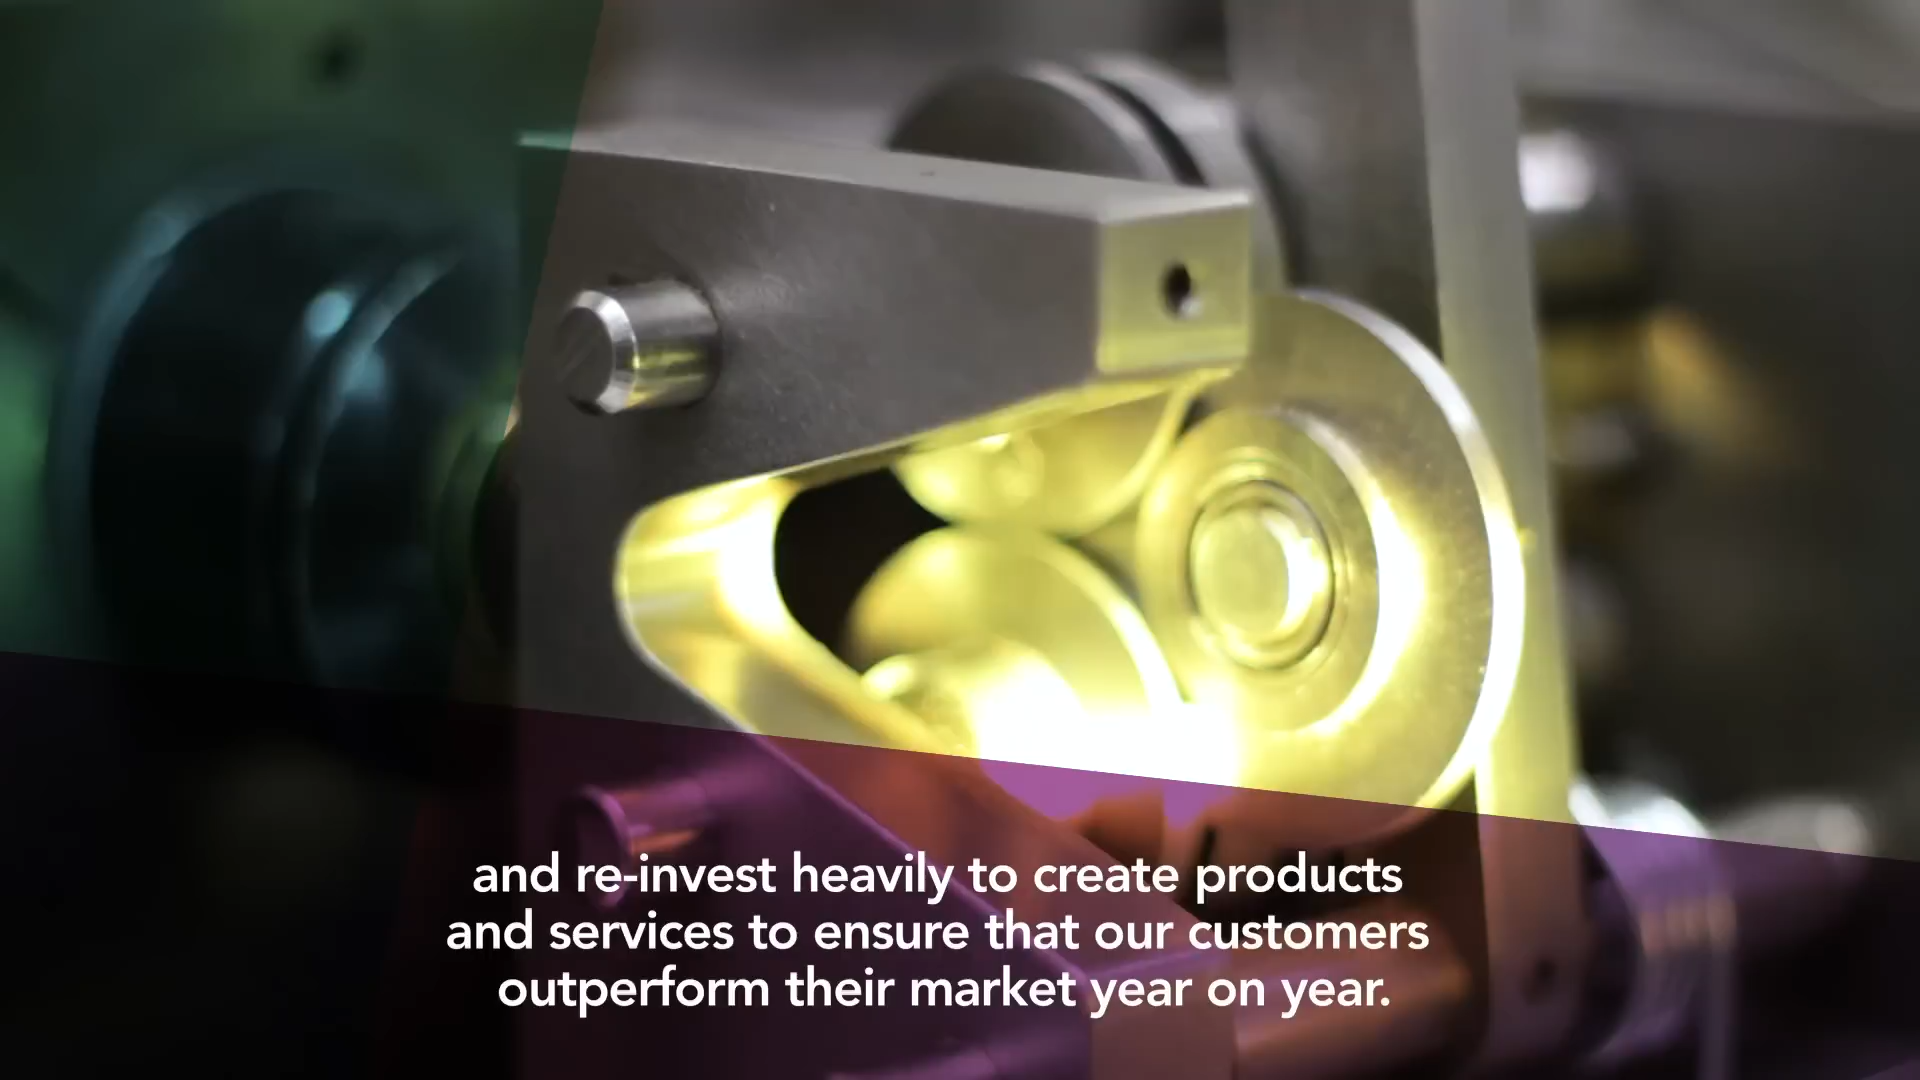 and re-invest heavily to create products
and services to ensure that our customers
outperform their market year on year.